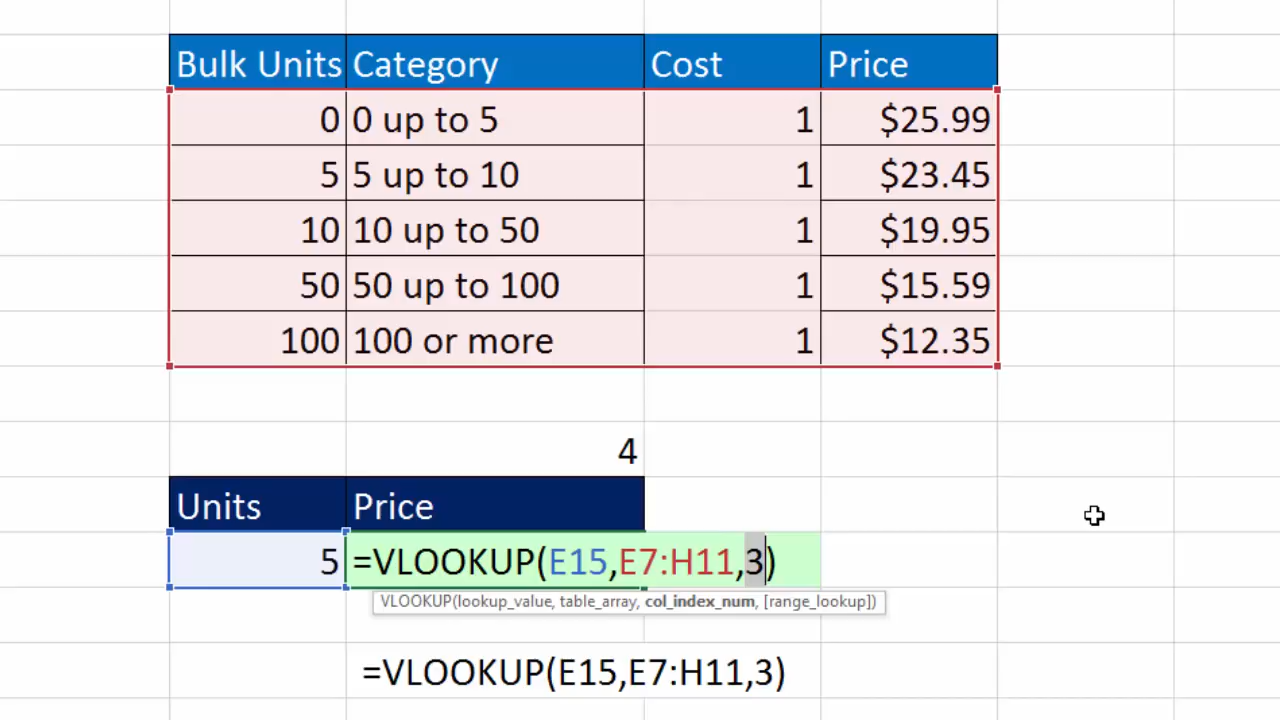 Bulk Units Category Cost Price
0 0 up to 5 1 $25.99
5 5 up to 10 1 $23.45
10 10 up to 50 1 $19.95
50 50 up to 100 1 $15.59
100 100 or more 1 $12.35
4
Units Price
5 =VLOOKUP(E15,E7:H11,3)
VLOOKUP(lookup_value, table_array, col_index_num, [range_lookup])
=VLOOKUP(E15,E7:H11,3)